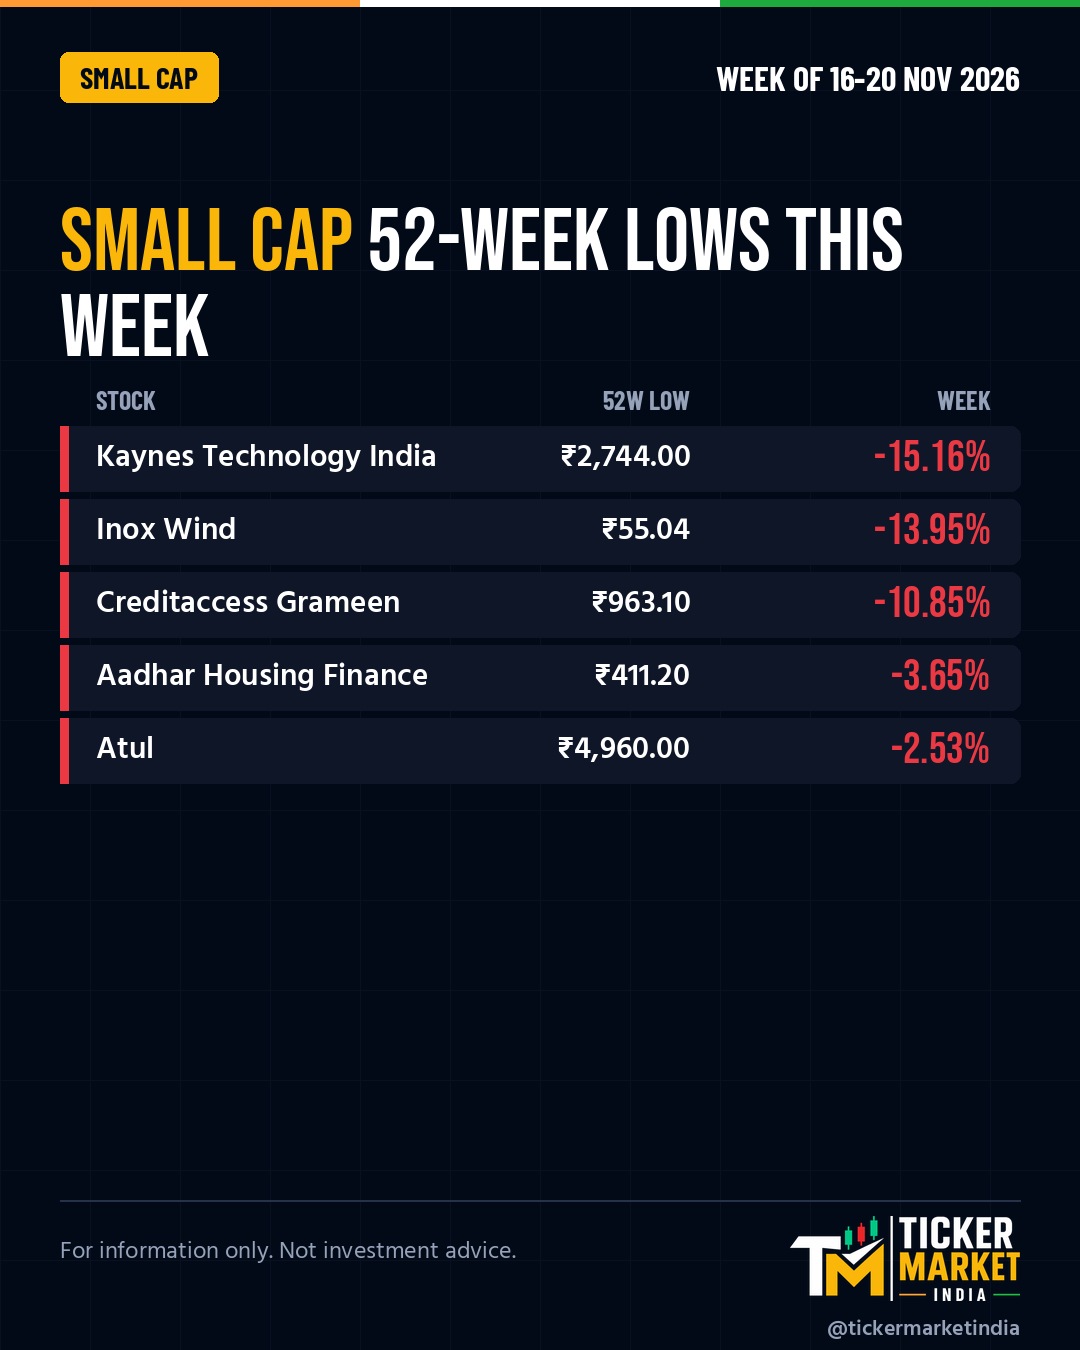 SMALL CAP
WEEK OF 16-20 NOV 2026
SMALL CAP 52-WEEK LOWS THIS
WEEK
STOCK 52W LOW WEEK
Kaynes Technology India ₹2,744.00 -15.16%
Inox Wind ₹55.04 -13.95%
Creditaccess Grameen ₹963.10 -10.85%
Aadhar Housing Finance ₹411.20 -3.65%
Atul ₹4,960.00 -2.53%
For information only. Not investment advice.
TM
TICKER
MARKET
INDIA
@tickermarketindia